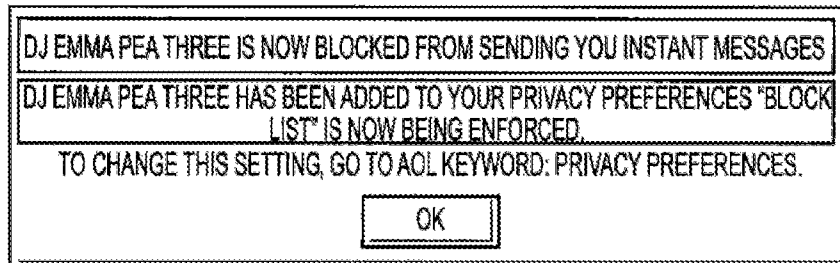 DJ EMMA PEA THREE IS NOW BLOCKED FROM SENDING YOU INSTANT MESSAGES
DJ EMMA PEA THREE HAS BEEN ADDED TO YOUR PRIVACY PREFERENCES "BLOCK
LIST" IS NOW BEING ENFORCED.
TO CHANGE THIS SETTING, GO TO AOL KEYWORD: PRIVACY PREFERENCES.
OK